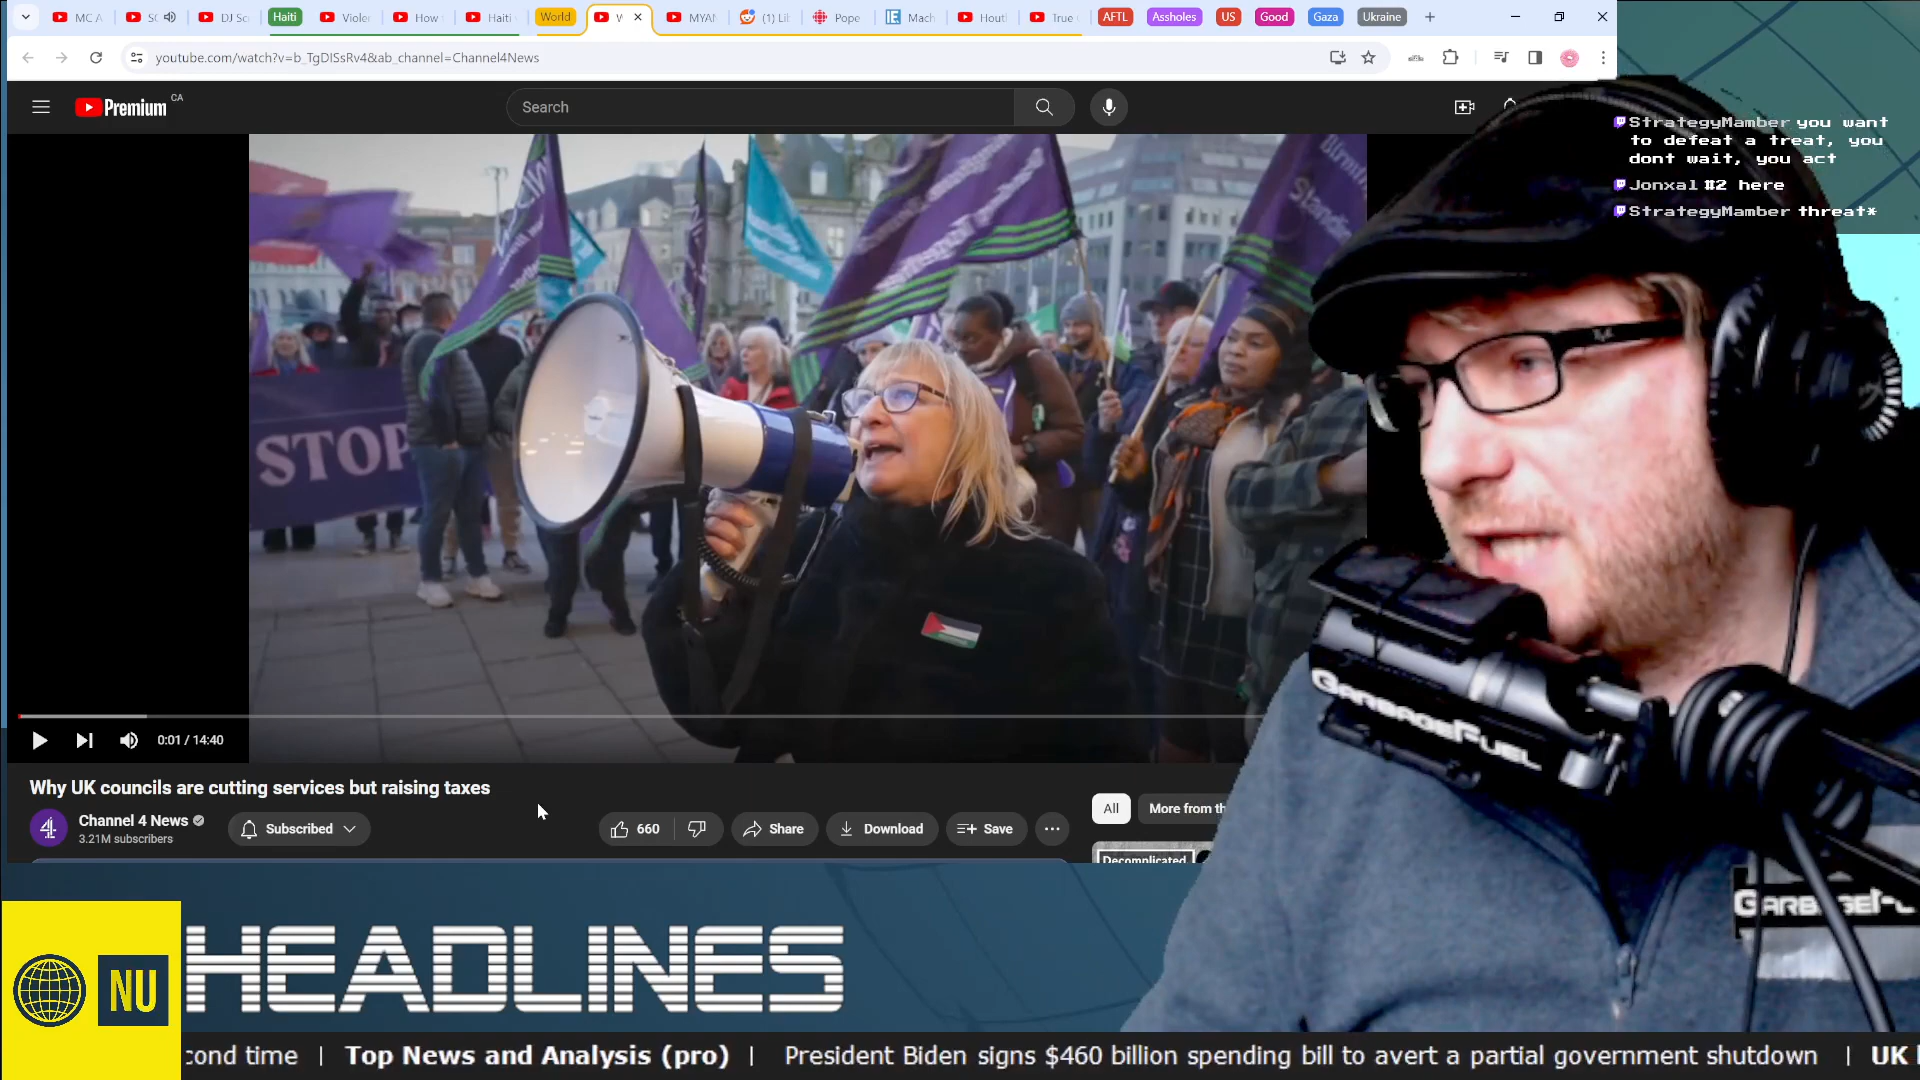 MC A
SO
DJ Sc
Haiti
Violer
How
Haiti
World
W
MYAN
(1) Lil
Pope
Mach
Houtl
True
AFTL
Assholes
US
Good
Gaza
Ukraine
youtube.com/watch?v=b_TgDISsRv4&ab_channel=Channel4News
Premium CA
Search
StrategyMamber you want
to defeat a treat, you
dont wait, you act
Jonxal #2 here
StrategyMamber threat*
STOP
0:01 / 14:40
Why UK councils are cutting services but raising taxes
Channel 4 News
3.21M subscribers
Subscribed
660
Share
Download
Save
All
More from th
Decomplicated
GARBAGEFUEL
NU
HEADLINES
cond time | Top News and Analysis (pro) | President Biden signs $460 billion spending bill to avert a partial government shutdown | UK